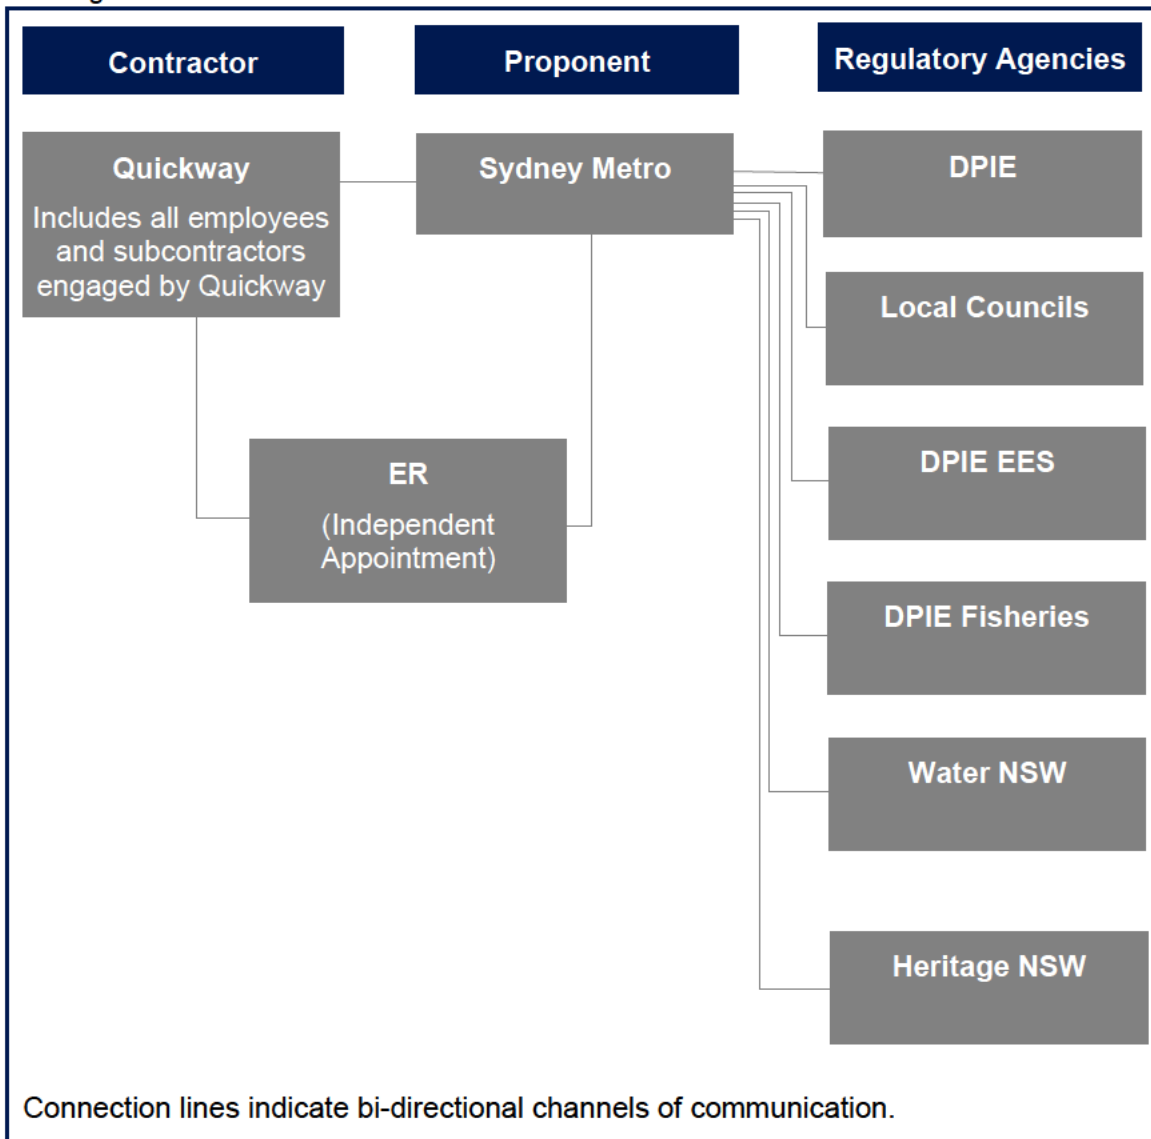 Contractor
Proponent
Regulatory Agencies
Quickway
Includes all employees
and subcontractors
engaged by Quickway
Sydney Metro
DPIE
Local Councils
DPIE EES
ER
(Independent
Appointment)
DPIE Fisheries
Water NSW
Heritage NSW
Connection lines indicate bi-directional channels of communication.